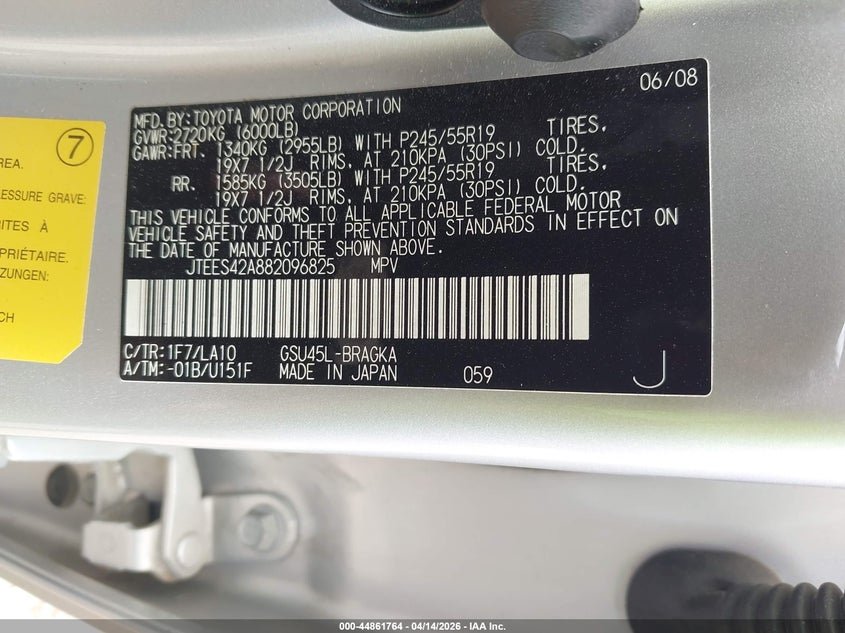 06/08
MFD. BY: TOYOTA MOTOR CORPORATION
GVWR: 2720KG (6000LB)
GAWR: FRT. 1340KG (2955LB) WITH P245/55R19 TIRES,
19X7 1/2J RIMS, AT 210KPA (30PSI) COLD.
RR. 1585KG (3505LB) WITH P245/55R19 TIRES,
19X7 1/2J RIMS, AT 210KPA (30PSI) COLD.
THIS VEHICLE CONFORMS TO ALL APPLICABLE FEDERAL MOTOR
VEHICLE SAFETY AND THEFT PREVENTION STANDARDS IN EFFECT ON
THE DATE OF MANUFACTURE SHOWN ABOVE.
JTEES42A882096825 MPV
C/TR: 1F7/LA10 GSU45L-BRAGKA
A/TM: -01B/U151F MADE IN JAPAN 059 J
7
REA.
LESSURE GRAVE:
RITES À
PRIÉTAIRE.
ZUNGEN:
CH
000-44861764 - 04/14/2026 - IAA Inc.